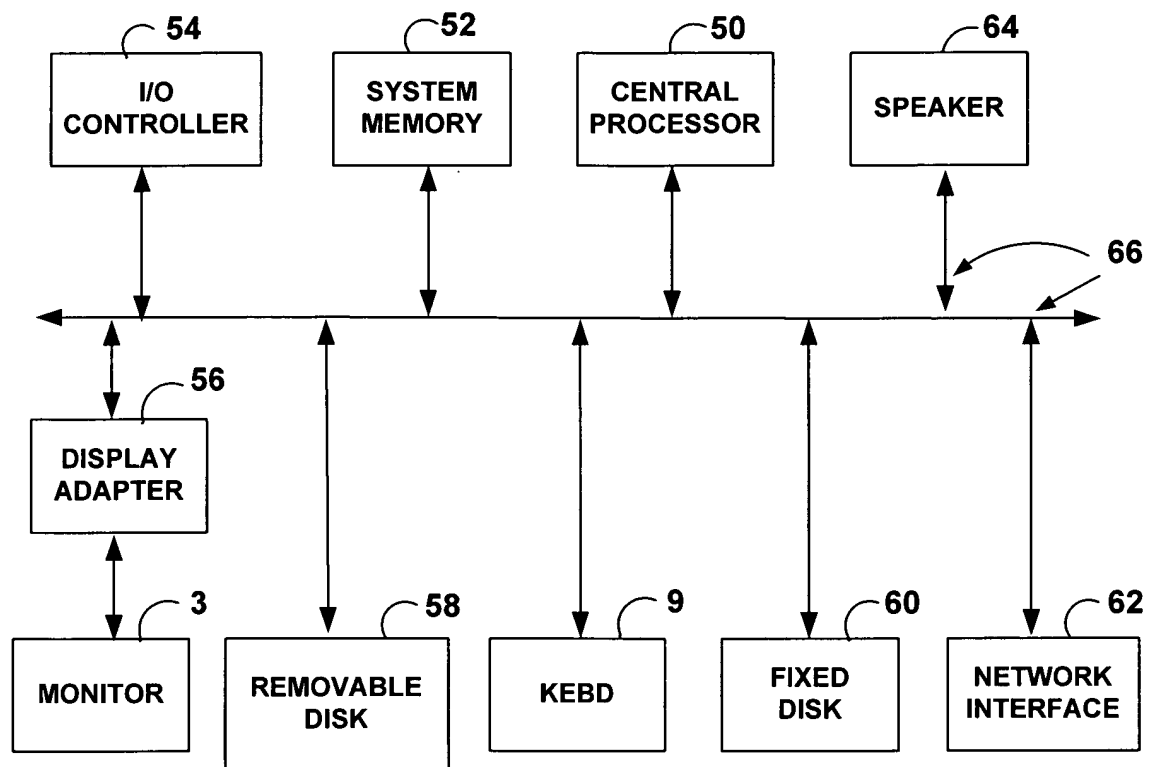 54
52
50
64
I/O
CONTROLLER
SYSTEM
MEMORY
CENTRAL
PROCESSOR
SPEAKER
66
56
DISPLAY
ADAPTER
3
58
9
60
62
MONITOR
REMOVABLE
DISK
KEBD
FIXED
DISK
NETWORK
INTERFACE